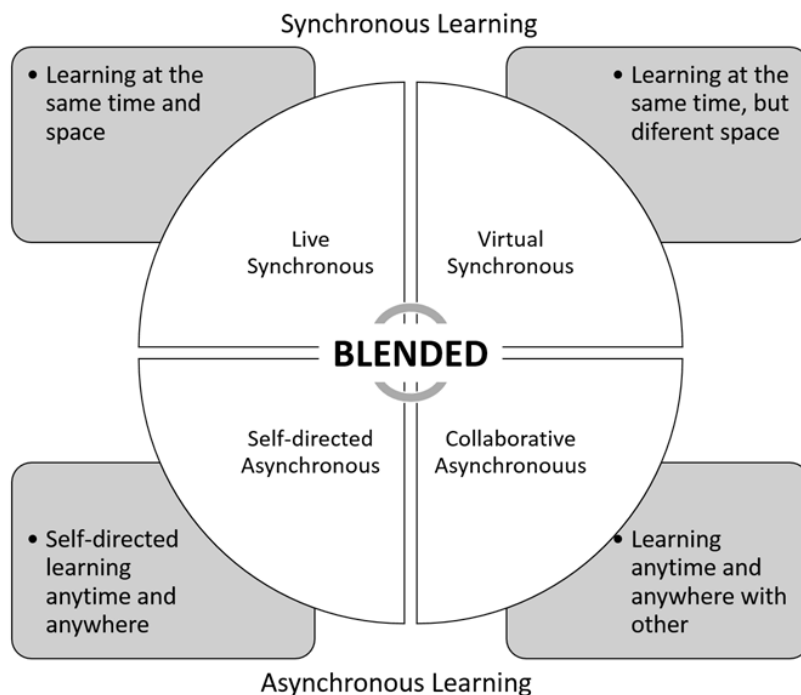 Synchronous Learning
• Learning at the
same time and
space
• Learning at the
same time, but
diferent space
Live
Synchronous
Virtual
Synchronous
BLENDED
Self-directed
Asynchronous
Collaborative
Asynchronouus
• Self-directed
learning
anytime and
anywhere
• Learning
anytime and
anywhere with
other
Asynchronous Learning